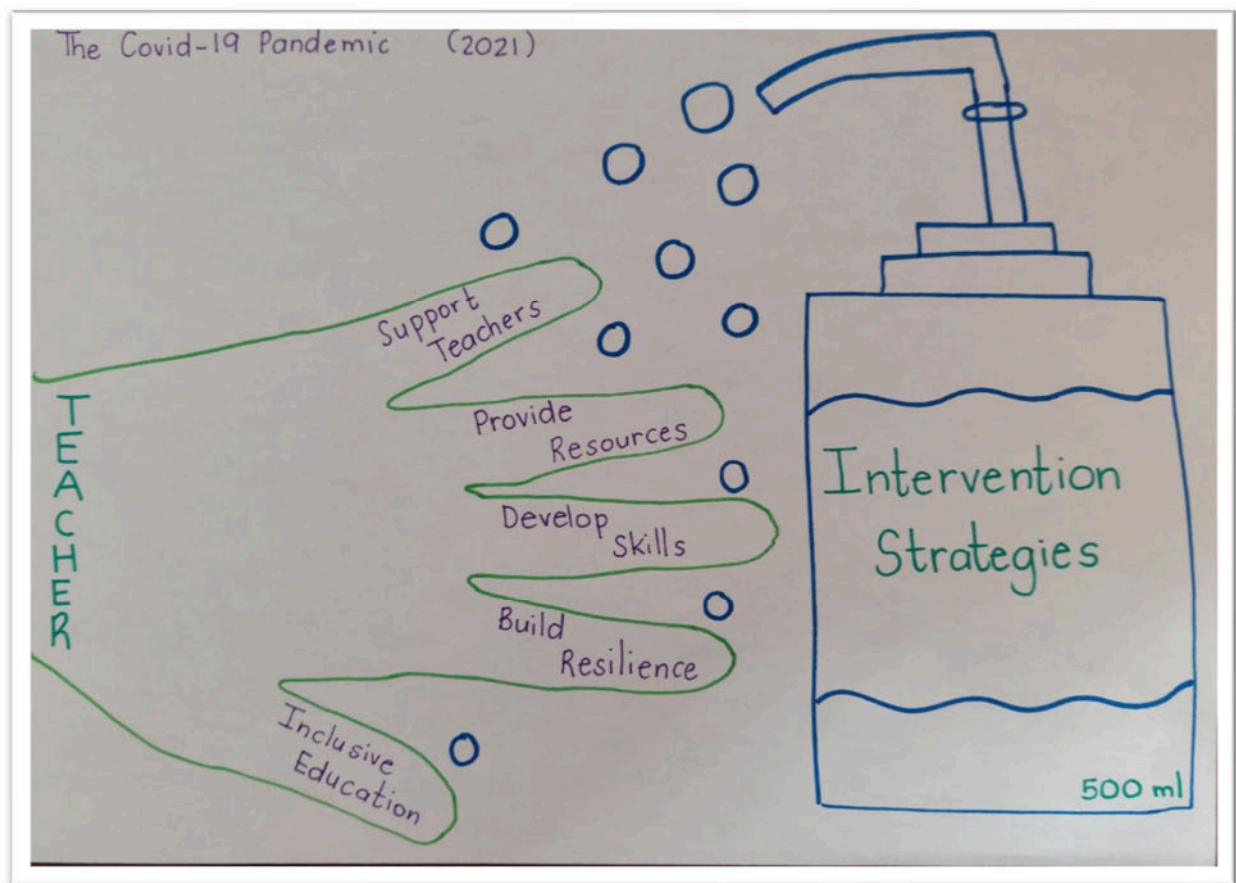 The Covid-19 Pandemic (2021)
TEACHER
Support
Teachers
Provide
Resources
Develop
Skills
Build
Resilience
Inclusive
Education
Intervention
Strategies
500 ml